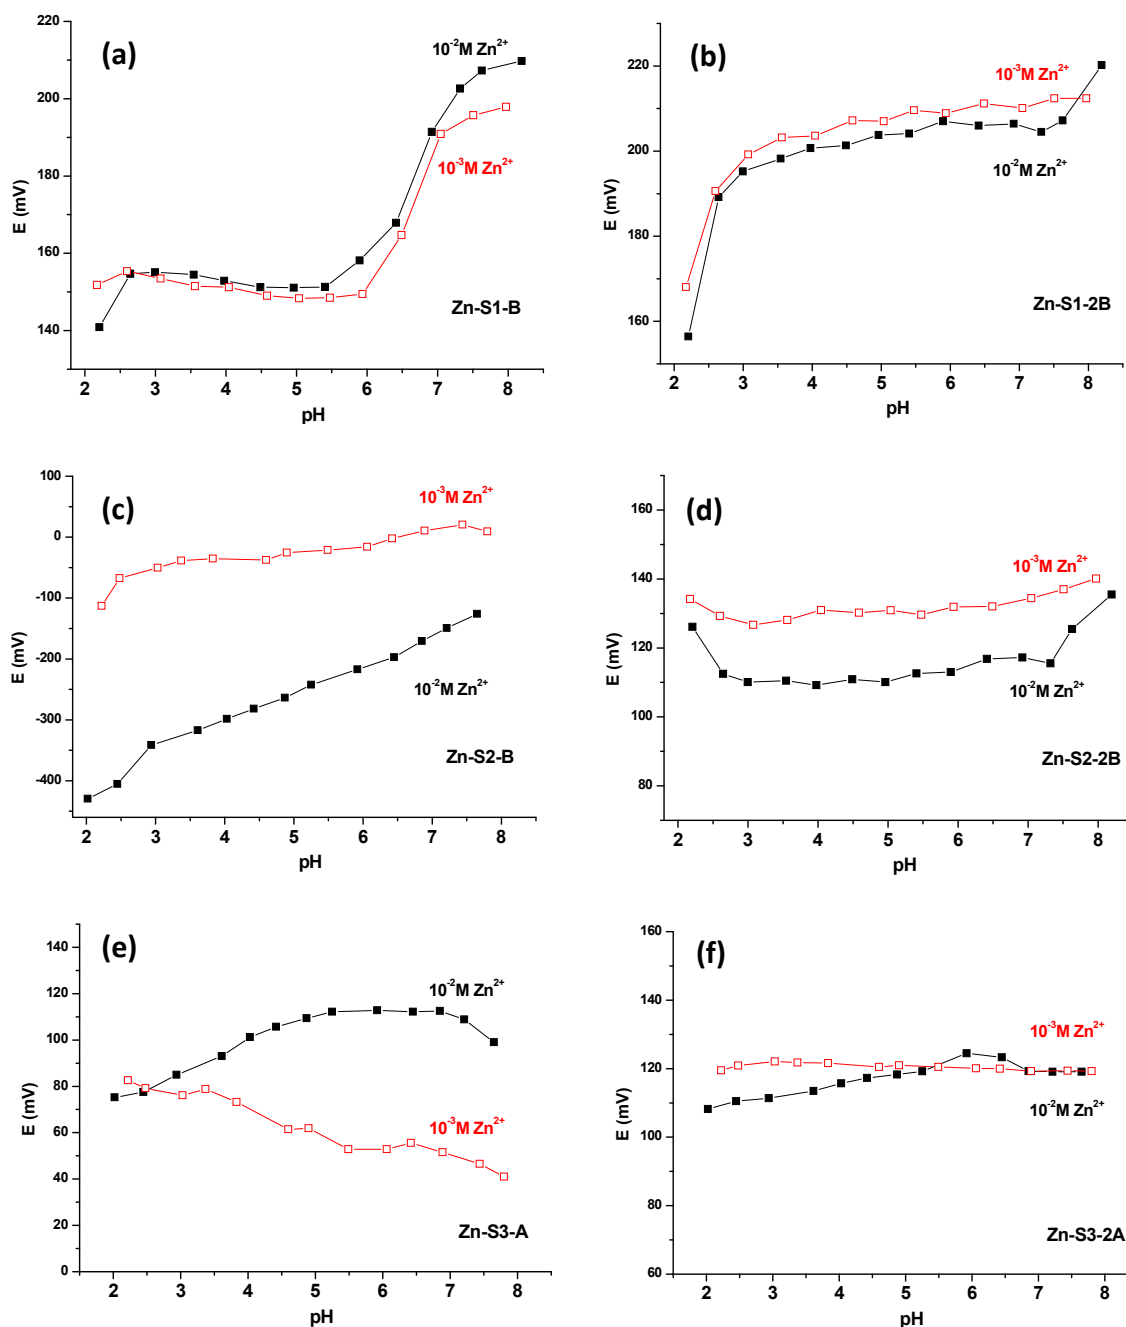 (a)
220
200
180
160
140
E (mV)
10⁻²M Zn²⁺
10⁻³M Zn²⁺
Zn-S1-B
2 3 4 5 6 7 8
pH
(b)
220
200
180
160
E (mV)
10⁻³M Zn²⁺
10⁻²M Zn²⁺
Zn-S1-2B
2 3 4 5 6 7 8
pH
(c)
100
0
-100
-200
-300
-400
E (mV)
10⁻³M Zn²⁺
10⁻²M Zn²⁺
Zn-S2-B
2 3 4 5 6 7 8
pH
(d)
160
140
120
100
80
E (mV)
10⁻³M Zn²⁺
10⁻²M Zn²⁺
Zn-S2-2B
2 3 4 5 6 7 8
pH
(e)
140
120
100
80
60
40
20
0
E (mV)
10⁻²M Zn²⁺
10⁻³M Zn²⁺
Zn-S3-A
2 3 4 5 6 7 8
pH
(f)
160
140
120
100
80
60
E (mV)
10⁻³M Zn²⁺
10⁻²M Zn²⁺
Zn-S3-2A
2 3 4 5 6 7 8
pH